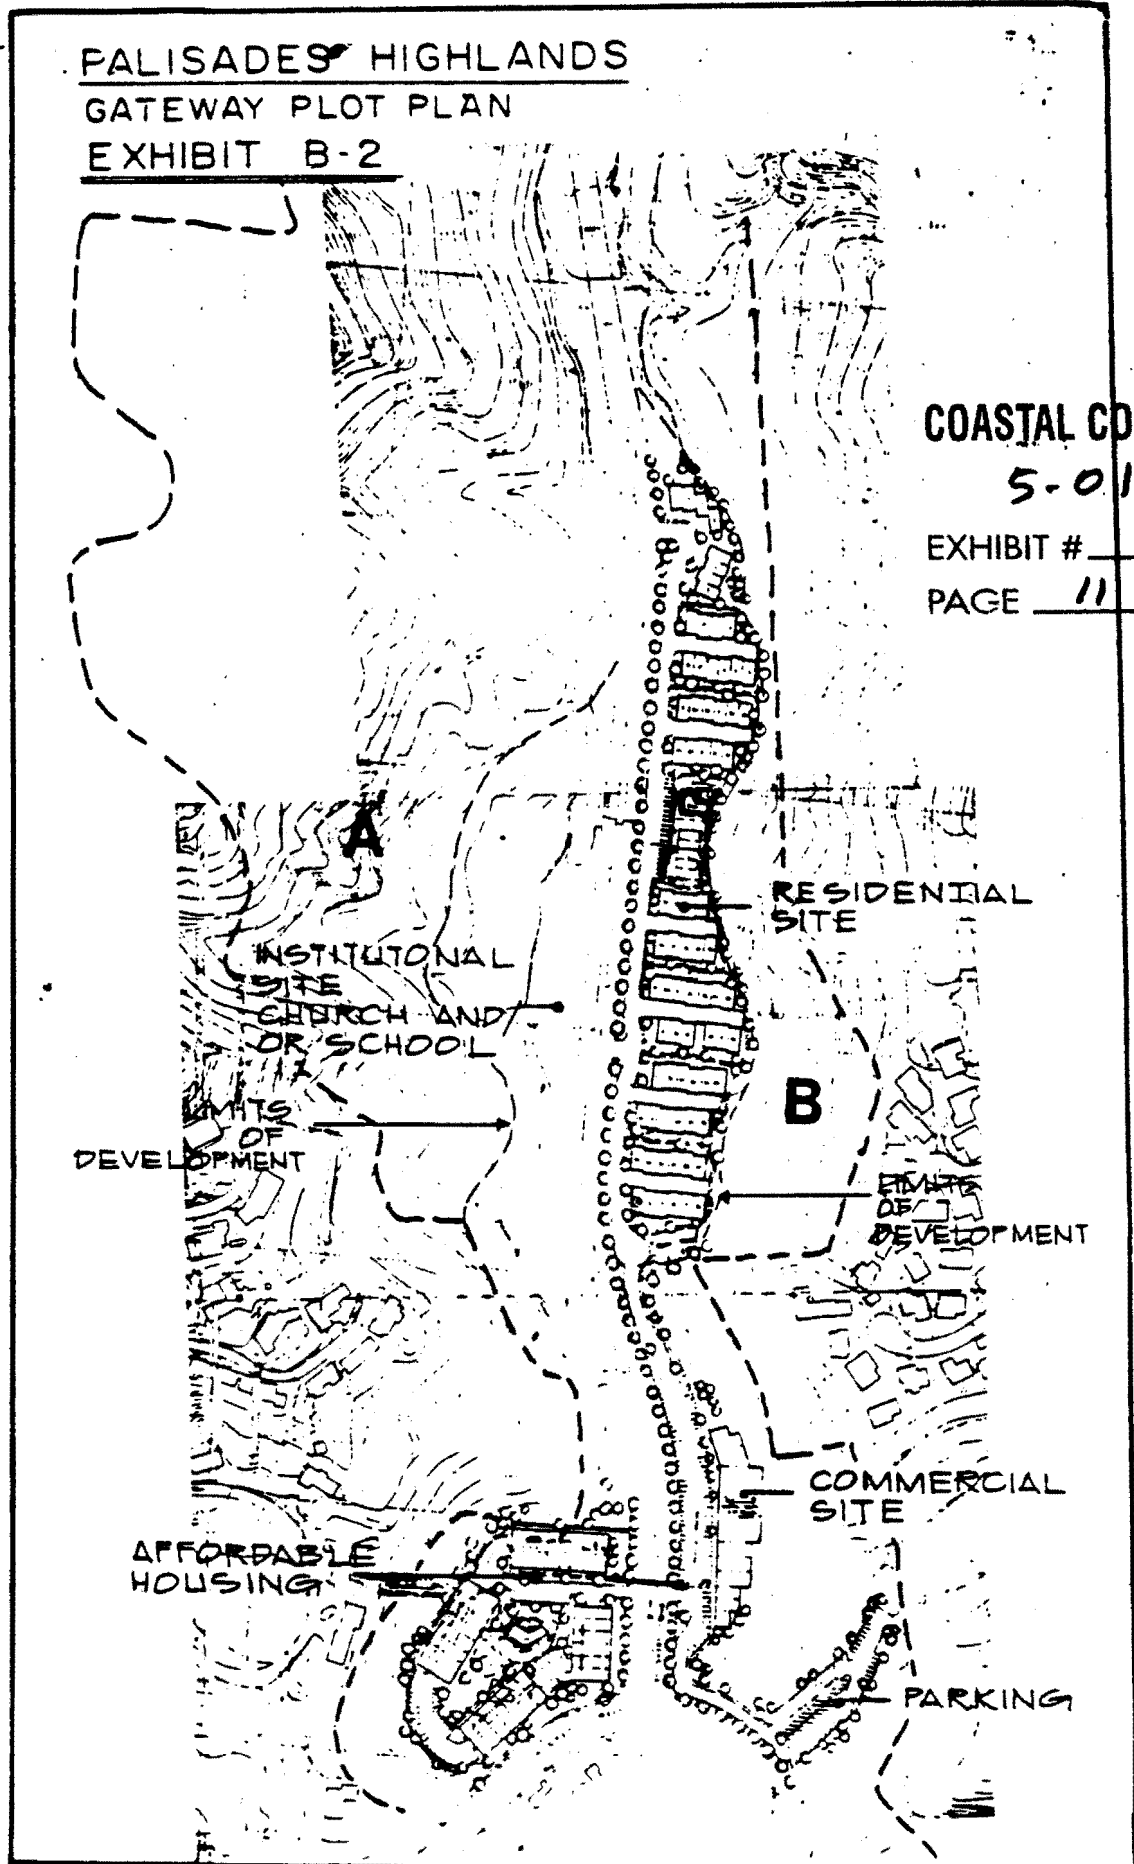 PALISADES HIGHLANDS
GATEWAY PLOT PLAN
EXHIBIT B-2
COASTAL CO
5-01
EXHIBIT #
PAGE 11
A
C
RESIDENTIAL
SITE
INSTITUTONAL
SITE
CHURCH AND
OR SCHOOL
B
LIMITS
OF
DEVELOPMENT
LIMITS
OF
DEVELOPMENT
COMMERCIAL
SITE
AFFORDABLE
HOUSING
PARKING